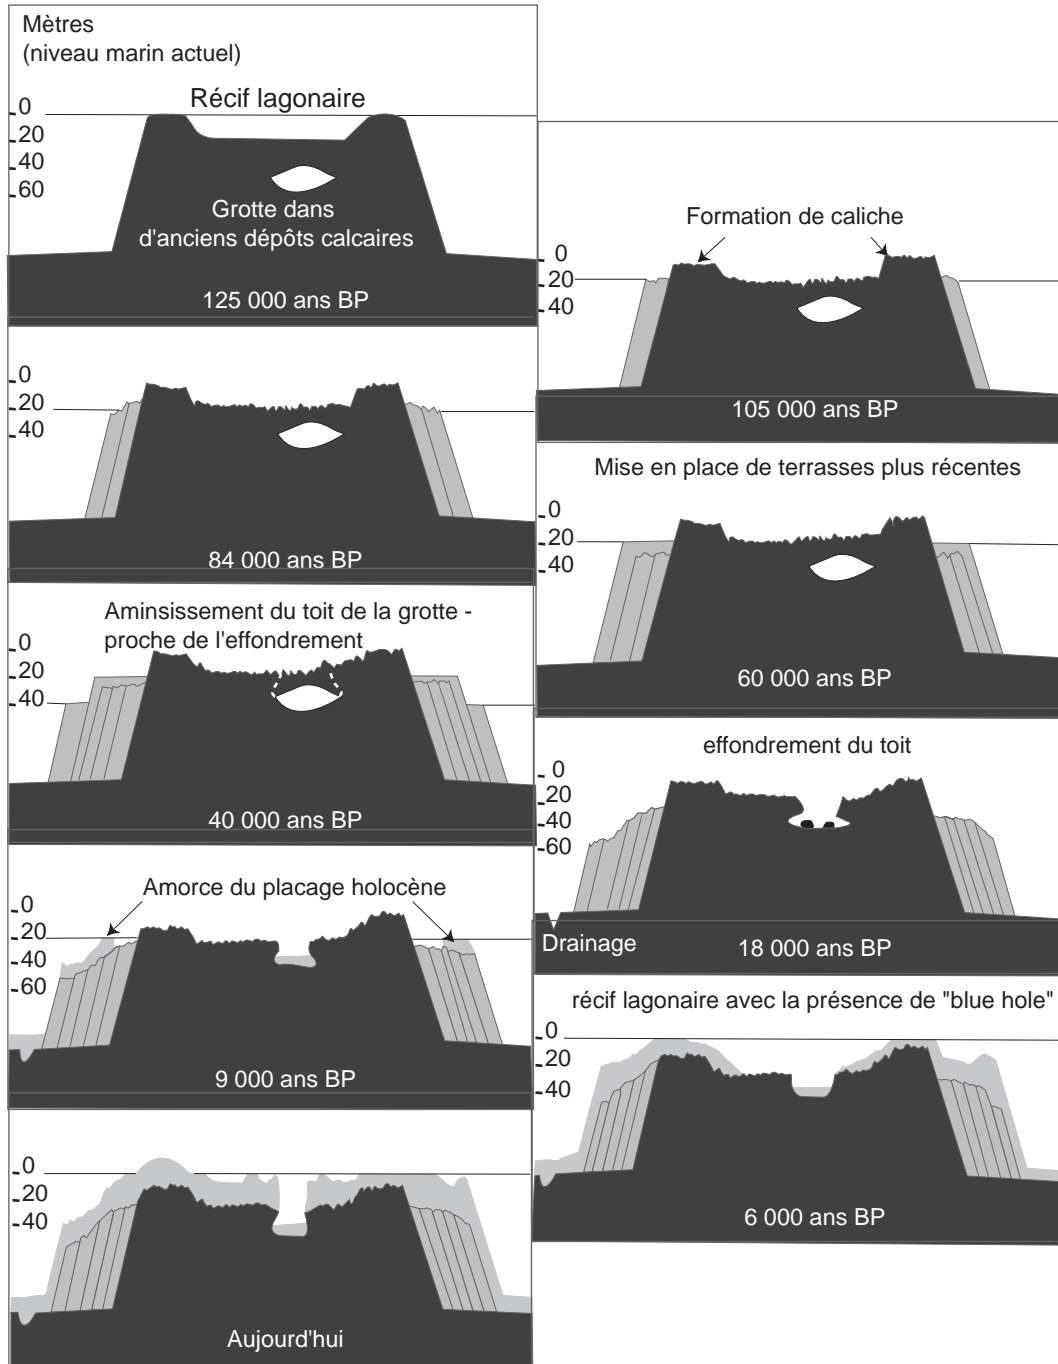 Mètres
(niveau marin actuel)
Récif lagonaire
0
20
40
60
Grotte dans
d'anciens dépôts calcaires
125 000 ans BP
Formation de caliche
0
20
40
105 000 ans BP
0
20
40
84 000 ans BP
Mise en place de terrasses plus récentes
0
20
40
60 000 ans BP
Aminsissement du toit de la grotte -
proche de l'effondrement
0
20
40
40 000 ans BP
effondrement du toit
0
20
40
60
Drainage
18 000 ans BP
Amorce du placage holocène
0
20
40
60
9 000 ans BP
récif lagonaire avec la présence de "blue hole"
0
20
40
6 000 ans BP
0
20
40
Aujourd'hui